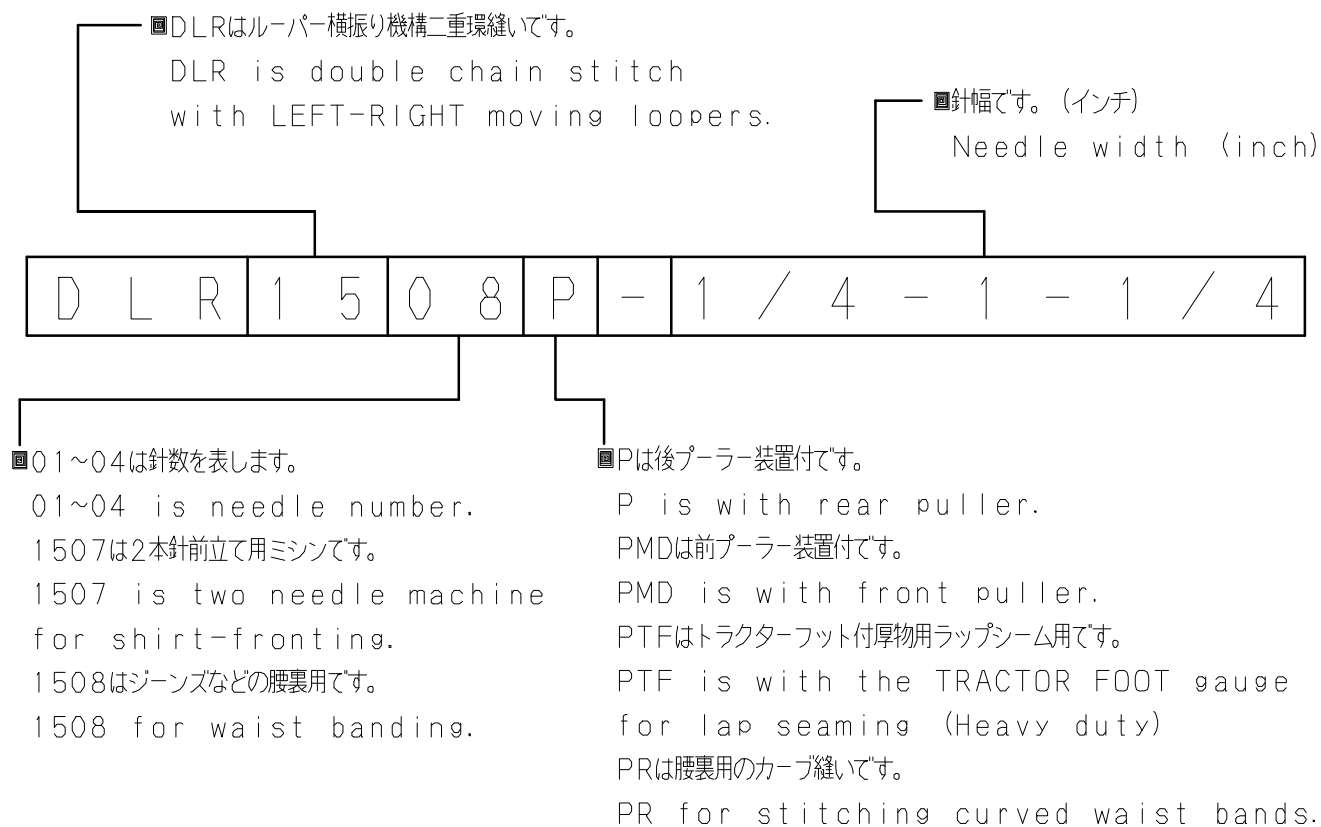 回DLRはルーパー横振り機構二重環縫いです。
DLR is double chain stitch
with LEFT-RIGHT moving loopers.
回針幅です。(インチ)
Needle width (inch)
DLR1508P-1/4-1-1/4
回01~04は針数を表します。
01~04 is needle number.
1507は2本針前立て用ミシンです。
1507 is two needle machine
for shirt-fronting.
1508はジーンズなどの腰裏用です。
1508 for waist banding.
回Pは後プーラー装置付です。
P is with rear puller.
PMDは前プーラー装置付です。
PMD is with front puller.
PTFはトラクターフット付厚物用ラップシーム用です。
PTF is with the TRACTOR FOOT gauge
for lap seaming (Heavy duty)
PRは腰裏用のカーブ縫いです。
PR for stitching curved waist bands.